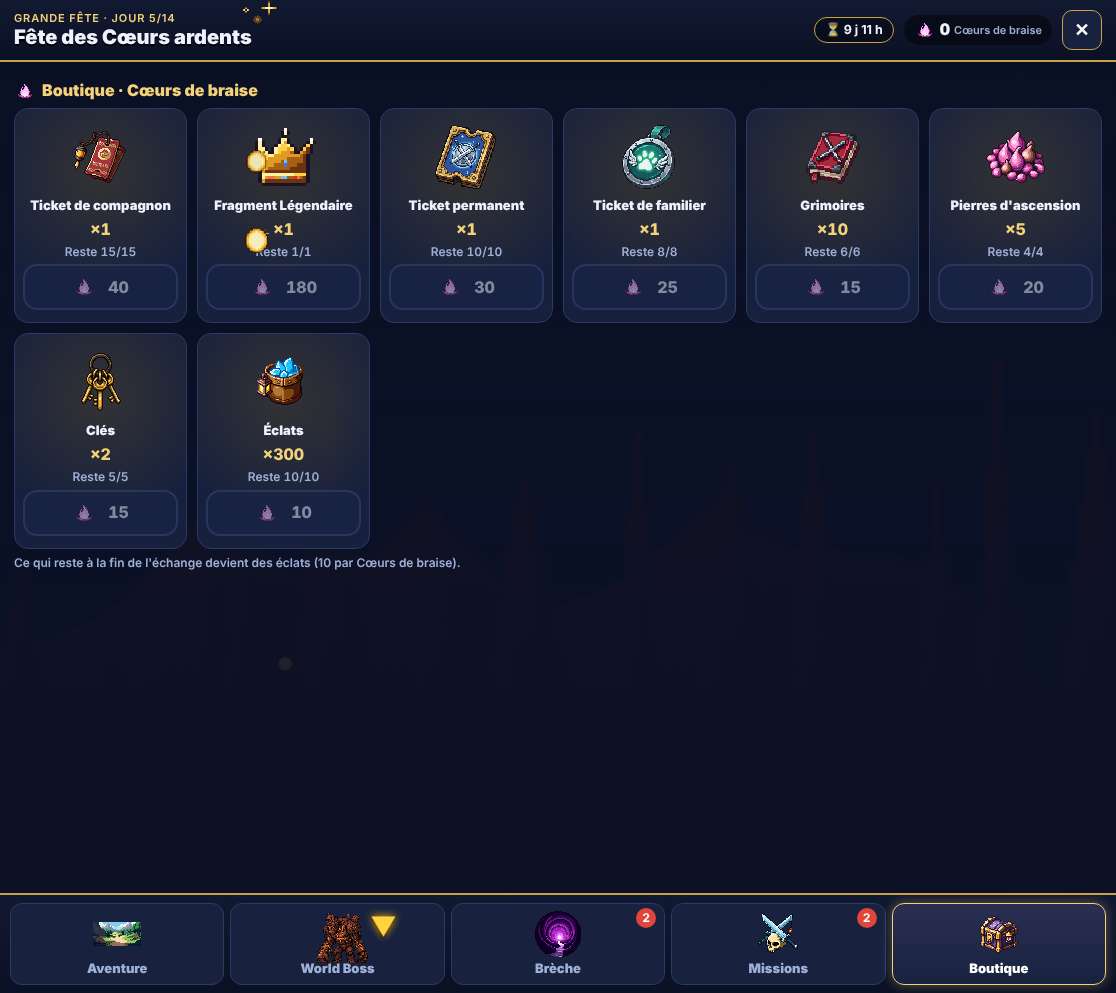 GRANDE FÊTE · JOUR 5/14
Fête des Cœurs ardents
9 j 11 h
0 Cœurs de braise
Boutique · Cœurs de braise
Ticket de compagnon
×1
Reste 15/15
40
Fragment Légendaire
×1
Reste 1/1
180
Ticket permanent
×1
Reste 10/10
30
Ticket de familier
×1
Reste 8/8
25
Grimoires
×10
Reste 6/6
15
Pierres d'ascension
×5
Reste 4/4
20
Clés
×2
Reste 5/5
15
Éclats
×300
Reste 10/10
10
Ce qui reste à la fin de l'échange devient des éclats (10 par Cœurs de braise).
Aventure
World Boss
2
Brèche
2
Missions
Boutique